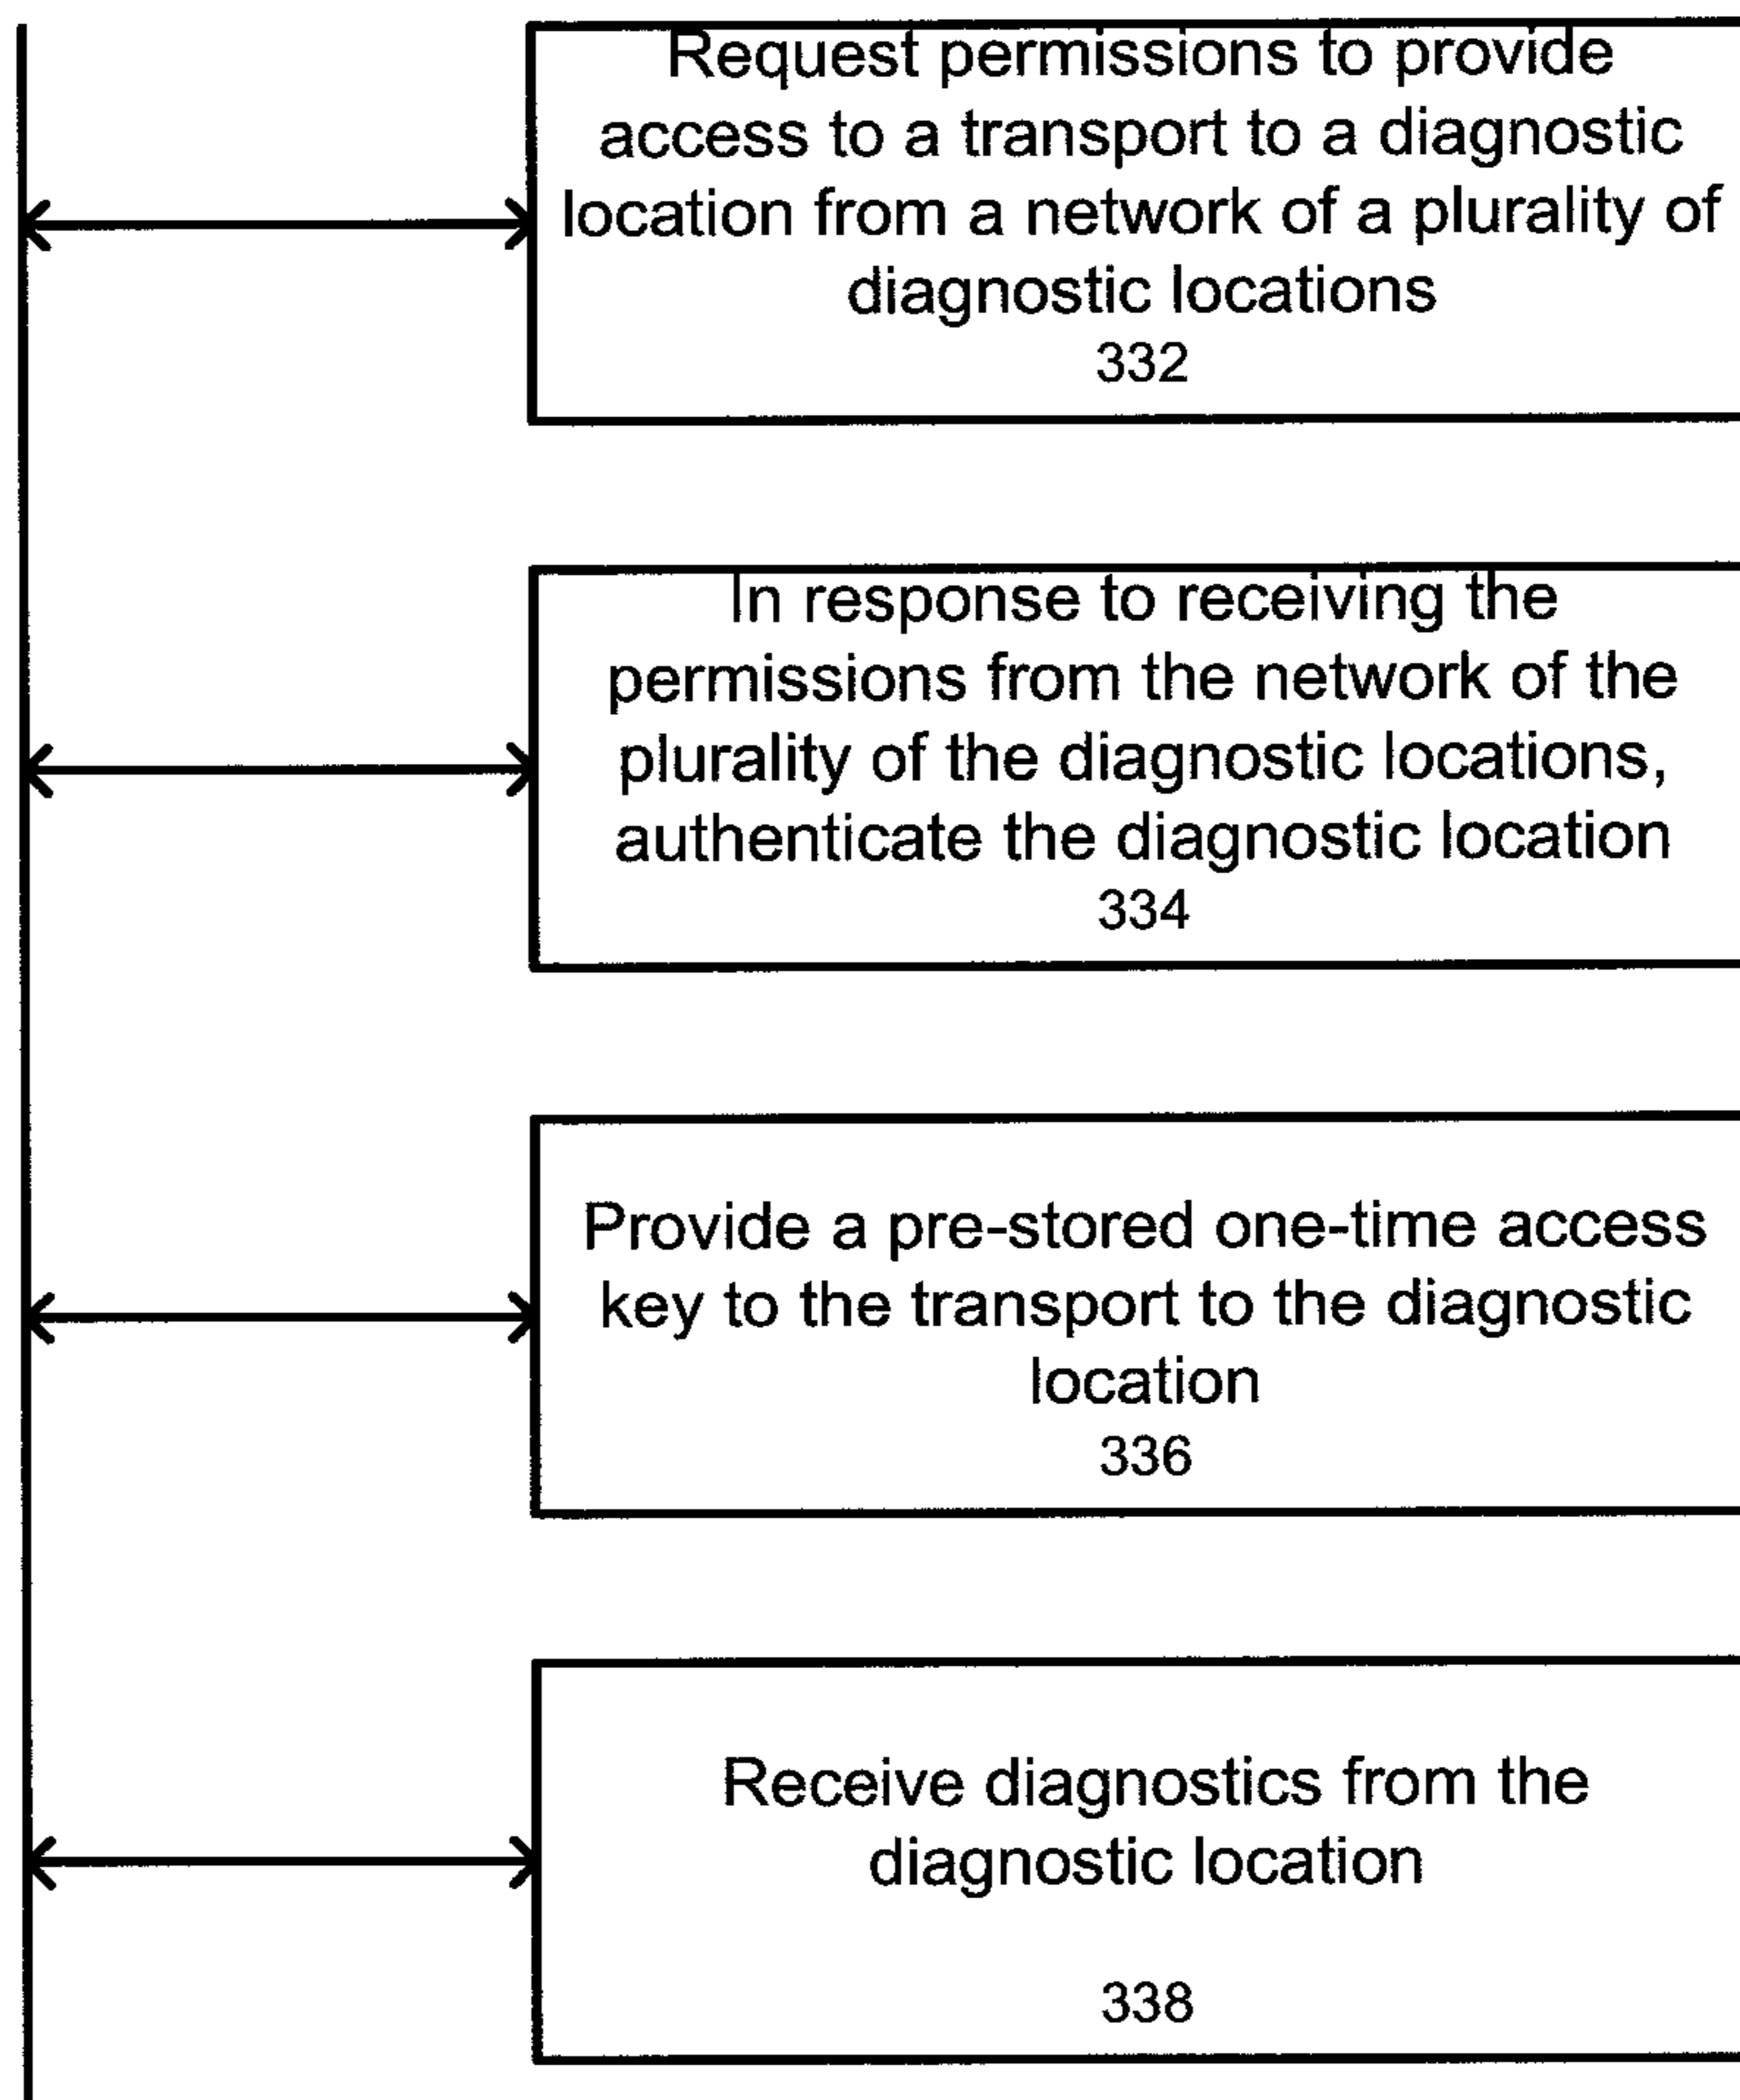 Request permissions to provide
access to a transport to a diagnostic
location from a network of a plurality of
diagnostic locations
332
In response to receiving the
permissions from the network of the
plurality of the diagnostic locations,
authenticate the diagnostic location
334
Provide a pre-stored one-time access
key to the transport to the diagnostic
location
336
Receive diagnostics from the
diagnostic location
338